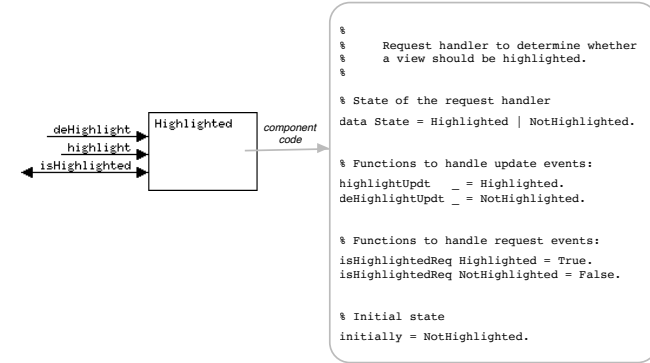 deHighlight
highlight
isHighlighted
Highlighted
component
code
%
% Request handler to determine whether
% a view should be highlighted.
%
% State of the request handler
data State = Highlighted | NotHighlighted.
% Functions to handle update events:
highlightUpdt _ = Highlighted.
deHighlightUpdt _ = NotHighlighted.
% Functions to handle request events:
isHighlightedReq Highlighted = True.
isHighlightedReq NotHighlighted = False.
% Initial state
initially = NotHighlighted.